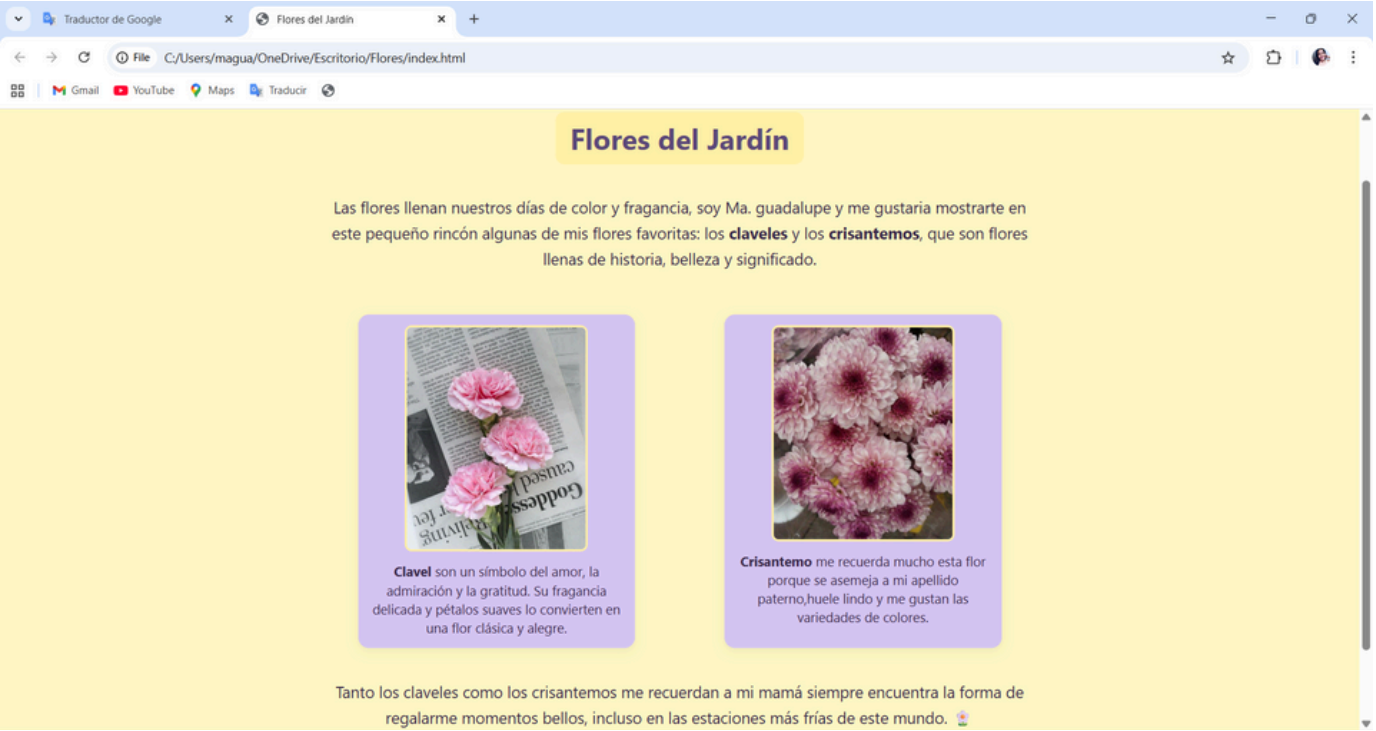 Traductor de Google
Flores del Jardín
File
C:/Users/magua/OneDrive/Escritorio/Flores/index.html
Gmail
YouTube
Maps
Traducir
Flores del Jardín
Las flores llenan nuestros días de color y fragancia, soy Ma. guadalupe y me gustaria mostrarte en
este pequeño rincón algunas de mis flores favoritas: los claveles y los crisantemos, que son flores
llenas de historia, belleza y significado.
caused
Goddess
Reliving
Clavel son un símbolo del amor, la
admiración y la gratitud. Su fragancia
delicada y pétalos suaves lo convierten en
una flor clásica y alegre.
Crisantemo me recuerda mucho esta flor
porque se asemeja a mi apellido
paterno,huele lindo y me gustan las
variedades de colores.
Tanto los claveles como los crisantemos me recuerdan a mi mamá siempre encuentra la forma de
regalarme momentos bellos, incluso en las estaciones más frías de este mundo. 🌷